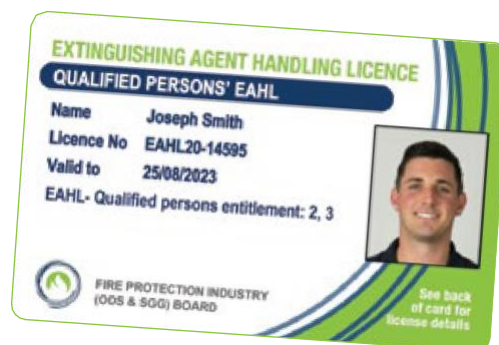 EXTINGUISHING AGENT HANDLING LICENCE
QUALIFIED PERSONS' EAHL
Name Joseph Smith
Licence No EAHL20-14595
Valid to 25/08/2023
EAHL- Qualified persons entitlement: 2, 3
FIRE PROTECTION INDUSTRY
(ODS & SGG) BOARD
See back
of card for
license details